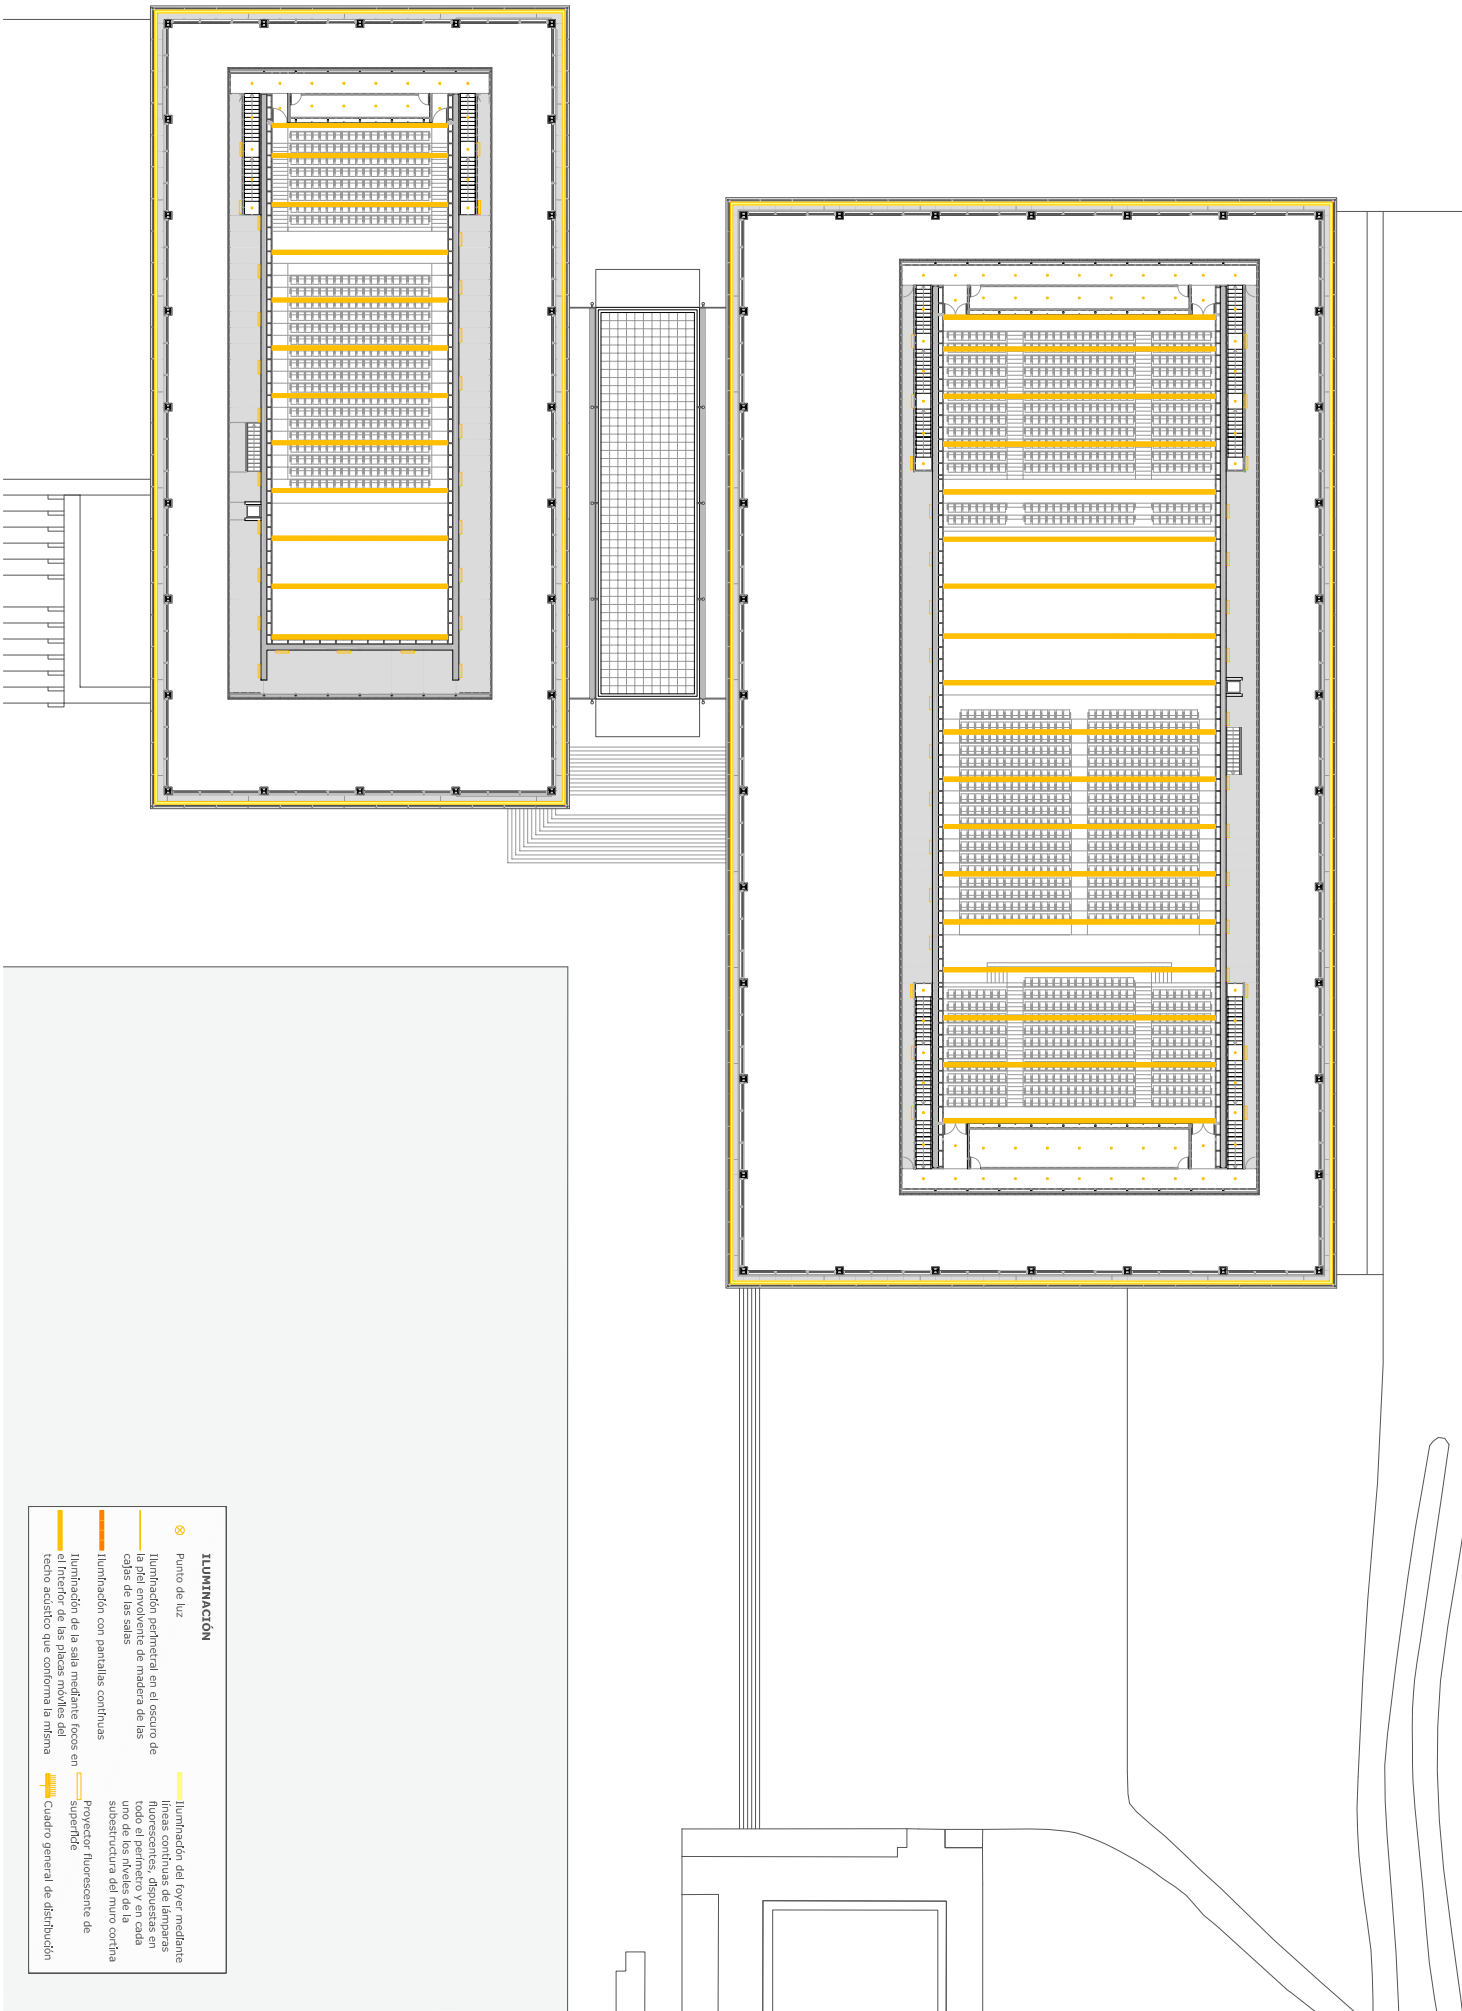 ILUMINACIÓN
Punto de luz
Iluminación perimetral en el oscuro de
la piel envolvente de madera de las
cajas de las salas
Iluminación con pantallas continuas
Iluminación de la sala mediante focos en
el interior de las placas móviles del
techo acústico que conforma la misma
Iluminación del foyer mediante
líneas continuas de lámparas
fluorescentes, dispuestas en
todo el perímetro y en cada
uno de los niveles de la
subestructura del muro cortina
Proyector fluorescente de
superficie
Cuadro general de distribución